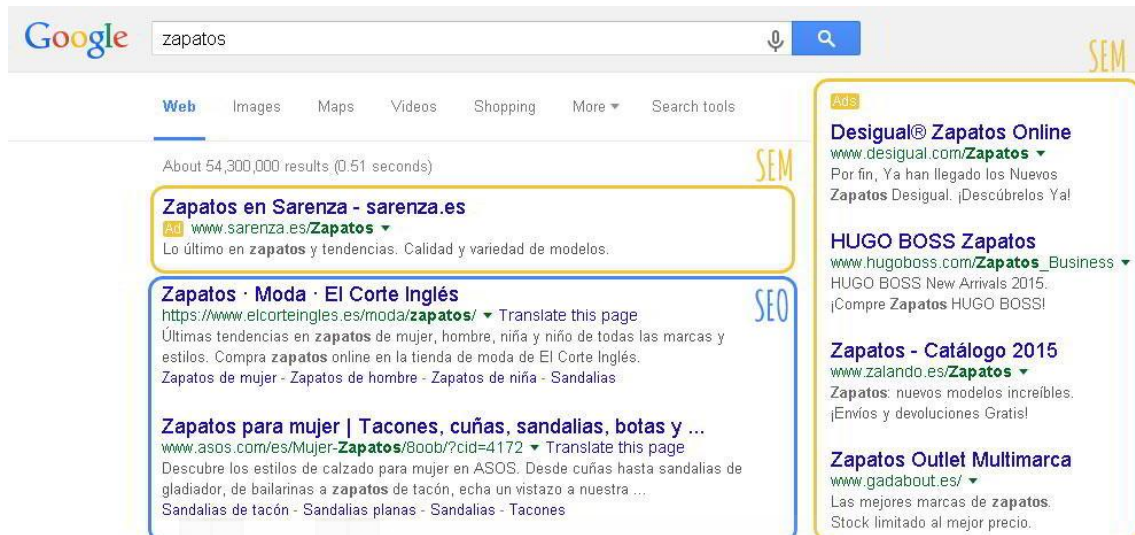 Google
zapatos
SEM
Web Images Maps Videos Shopping More Search tools
About 54,300,000 results (0.51 seconds)
SEM
Zapatos en Sarenza - sarenza.es
Ad www.sarenza.es/Zapatos
Lo último en zapatos y tendencias. Calidad y variedad de modelos.
SEO
Zapatos · Moda · El Corte Inglés
https://www.elcorteingles.es/moda/zapatos/ Translate this page
Últimas tendencias en zapatos de mujer, hombre, niña y niño de todas las marcas y
estilos. Compra zapatos online en la tienda de moda de El Corte Inglés.
Zapatos de mujer - Zapatos de hombre - Zapatos de niña - Sandalias
Zapatos para mujer | Tacones, cuñas, sandalias, botas y ...
www.asos.com/es/Mujer-Zapatos/8oob/?cid=4172 Translate this page
Descubre los estilos de calzado para mujer en ASOS. Desde cuñas hasta sandalias de
gladiador, de bailarinas a zapatos de tacón, echa un vistazo a nuestra ...
Sandalias de tacón - Sandalias planas - Sandalias - Tacones
Ads
Desigual® Zapatos Online
www.desigual.com/Zapatos
Por fin, Ya han llegado los Nuevos
Zapatos Desigual. ¡Descúbrelos Ya!
HUGO BOSS Zapatos
www.hugoboss.com/Zapatos_Business
HUGO BOSS New Arrivals 2015.
¡Compre Zapatos HUGO BOSS!
Zapatos - Catálogo 2015
www.zalando.es/Zapatos
Zapatos: nuevos modelos increíbles.
¡Envíos y devoluciones Gratis!
Zapatos Outlet Multimarca
www.gadabout.es/
Las mejores marcas de zapatos.
Stock limitado al mejor precio.